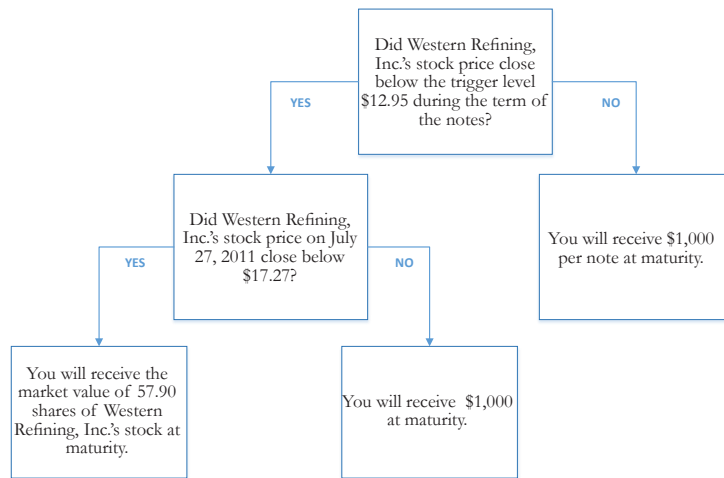 Did Western Refining,
Inc.'s stock price close
below the trigger level
$12.95 during the term of
the notes?
YES
NO
Did Western Refining,
Inc.'s stock price on July
27, 2011 close below
$17.27?
You will receive $1,000
per note at maturity.
YES
NO
You will receive the
market value of 57.90
shares of Western
Refining, Inc.'s stock at
maturity.
You will receive  $1,000
at maturity.